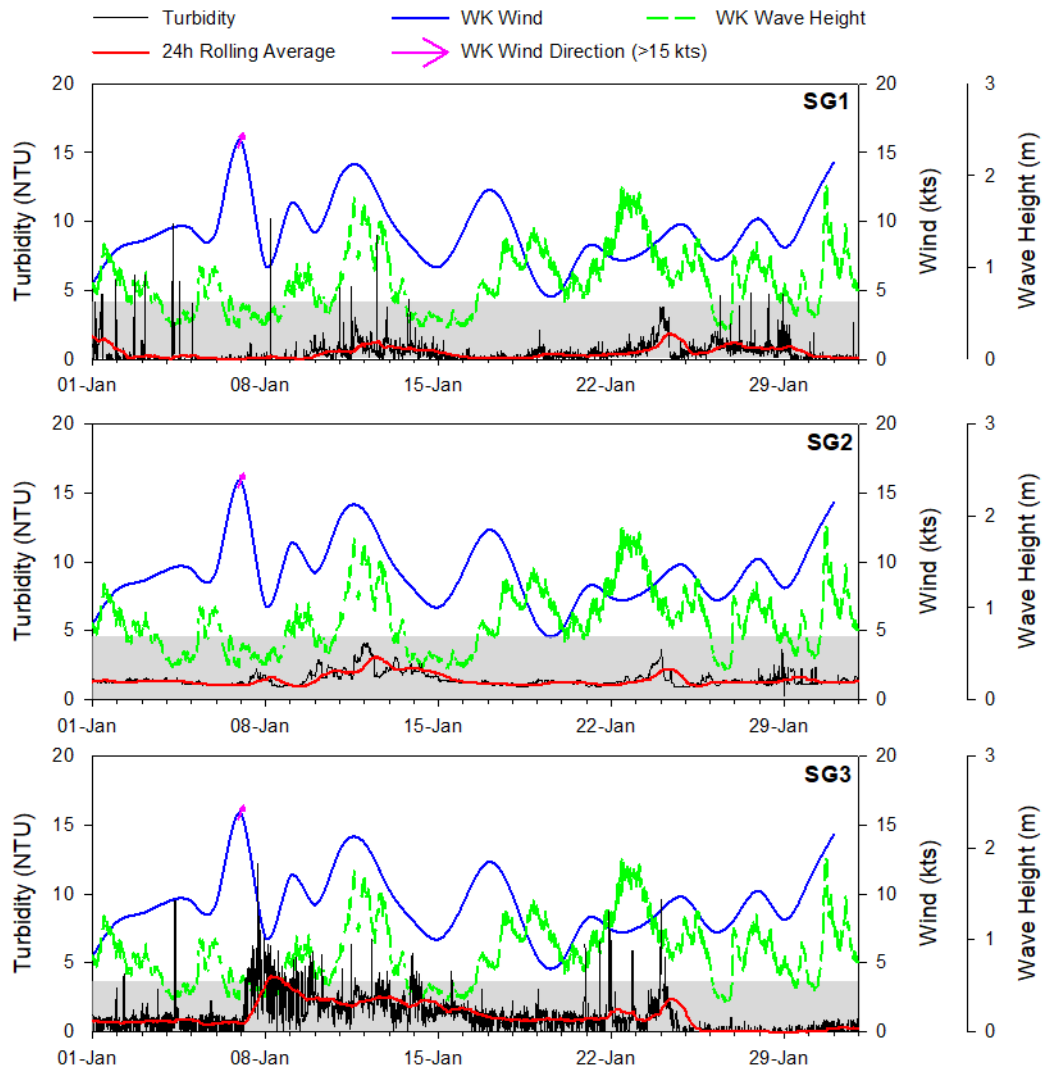 Turbidity WK Wind WK Wave Height
24h Rolling Average WK Wind Direction (>15 kts)
SG1
Turbidity (NTU)
20
15
10
5
0
Wind (kts)
20
15
10
5
0
Wave Height (m)
3
2
1
0
01-Jan 08-Jan 15-Jan 22-Jan 29-Jan
SG2
Turbidity (NTU)
20
15
10
5
0
Wind (kts)
20
15
10
5
0
Wave Height (m)
3
2
1
0
01-Jan 08-Jan 15-Jan 22-Jan 29-Jan
SG3
Turbidity (NTU)
20
15
10
5
0
Wind (kts)
20
15
10
5
0
Wave Height (m)
3
2
1
0
01-Jan 08-Jan 15-Jan 22-Jan 29-Jan